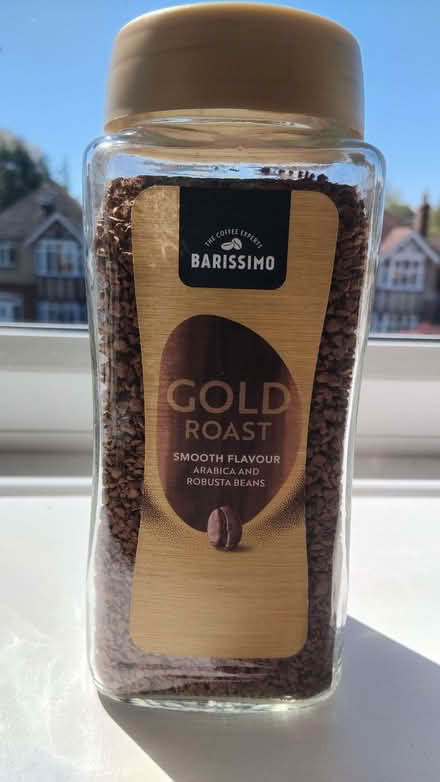 THE COFFEE EXPERTS
BARISSIMO
GOLD
ROAST
SMOOTH FLAVOUR
ARABICA AND
ROBUSTA BEANS